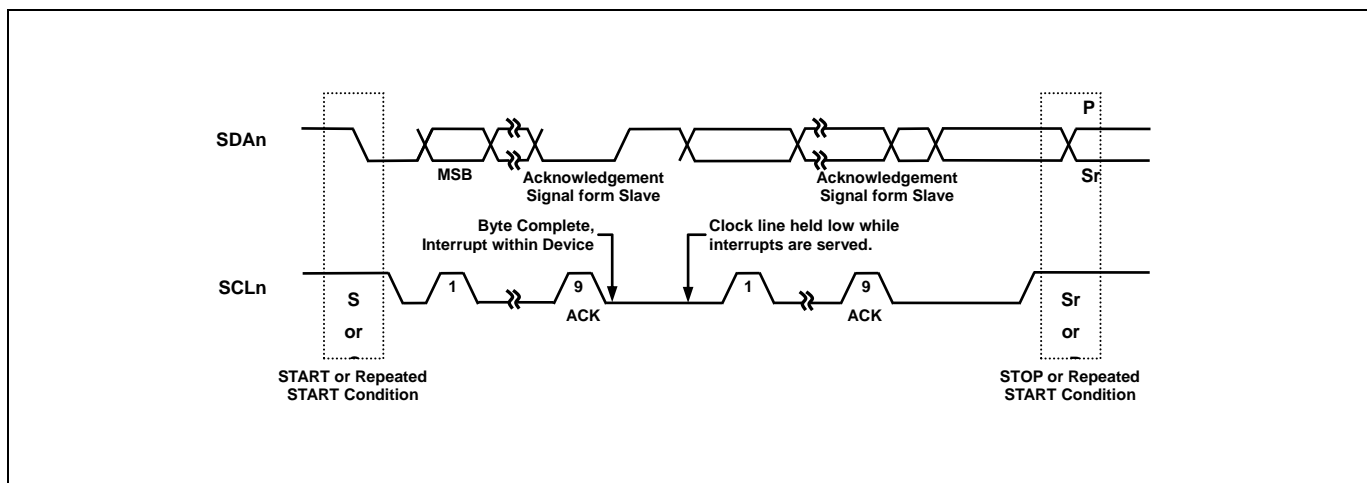 P
SDAn
MSB
Acknowledgement
Signal form Slave
Acknowledgement
Signal form Slave
Sr
Byte Complete,
Interrupt within Device
Clock line held low while
interrupts are served.
SCLn
1
9
1
9
S
or
ACK
ACK
Sr
or
START or Repeated
START Condition
STOP or Repeated
START Condition